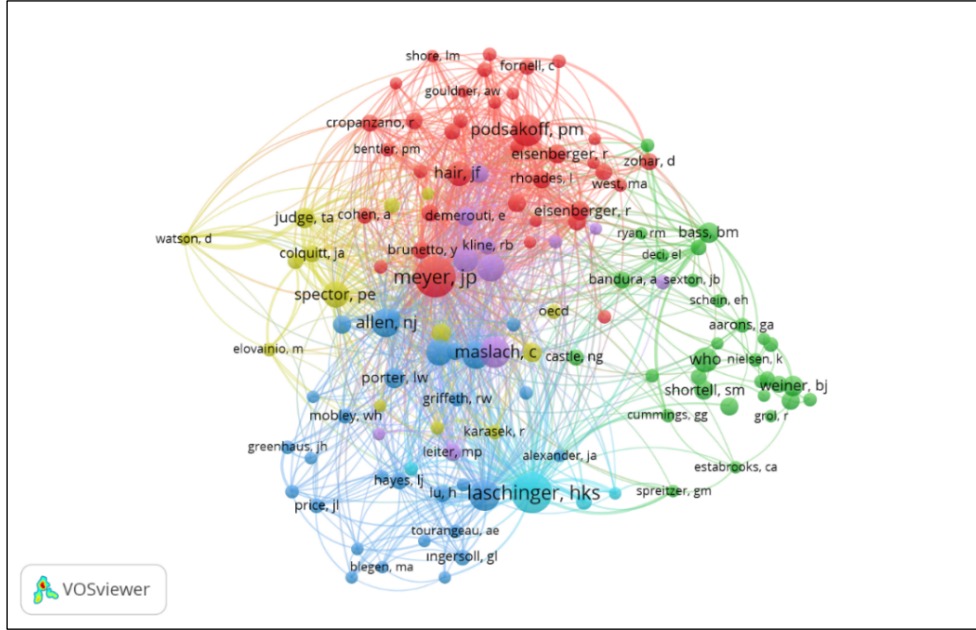 shore, lm
fornell, c
gouldner, aw
cropanzano, r
podsakoff, pm
bentler, pm
eisenberger, r
zohar, d
hair, jf
rhoades, l
west, ma
judge, ta
cohen, a
demerouti, e
eisenberger, r
watson, d
ryan, rm
bass, bm
colquitt, ja
brunetto, y
kline, rb
deci, el
meyer, jp
bandura, a
sexton, jb
spector, pe
schein, eh
oecd
allen, nj
aarons, ga
elovainio, m
maslach, c
castle, ng
who
nielsen, k
porter, lw
shortell, sm
weiner, bj
griffeth, rw
mobley, wh
cummings, gg
grol, r
karasek, r
greenhaus, jh
leiter, mp
alexander, ja
estabrooks, ca
hayes, lj
lu, h
laschinger, hks
spreitzer, gm
price, jl
tourangeau, ae
ingersoll, gl
blegen, ma
VOSviewer